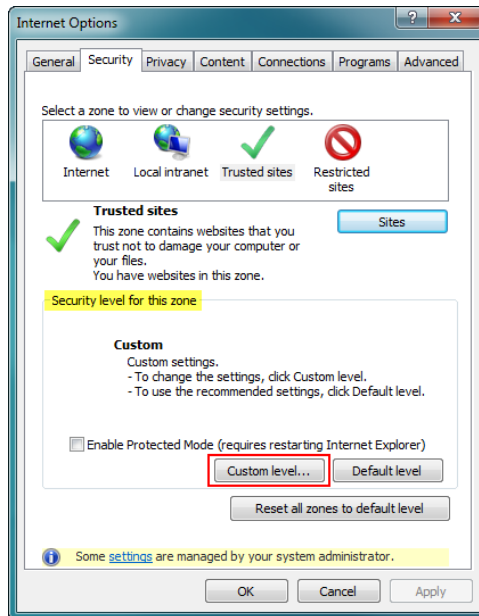 Internet Options
General Security Privacy Content Connections Programs Advanced
Select a zone to view or change security settings.
Internet Local intranet Trusted sites Restricted
sites
Trusted sites
Sites
This zone contains websites that you
trust not to damage your computer or
your files.
You have websites in this zone.
Security level for this zone
Custom
Custom settings.
- To change the settings, click Custom level.
- To use the recommended settings, click Default level.
Enable Protected Mode (requires restarting Internet Explorer)
Custom level... Default level
Reset all zones to default level
Some settings are managed by your system administrator.
OK Cancel Apply